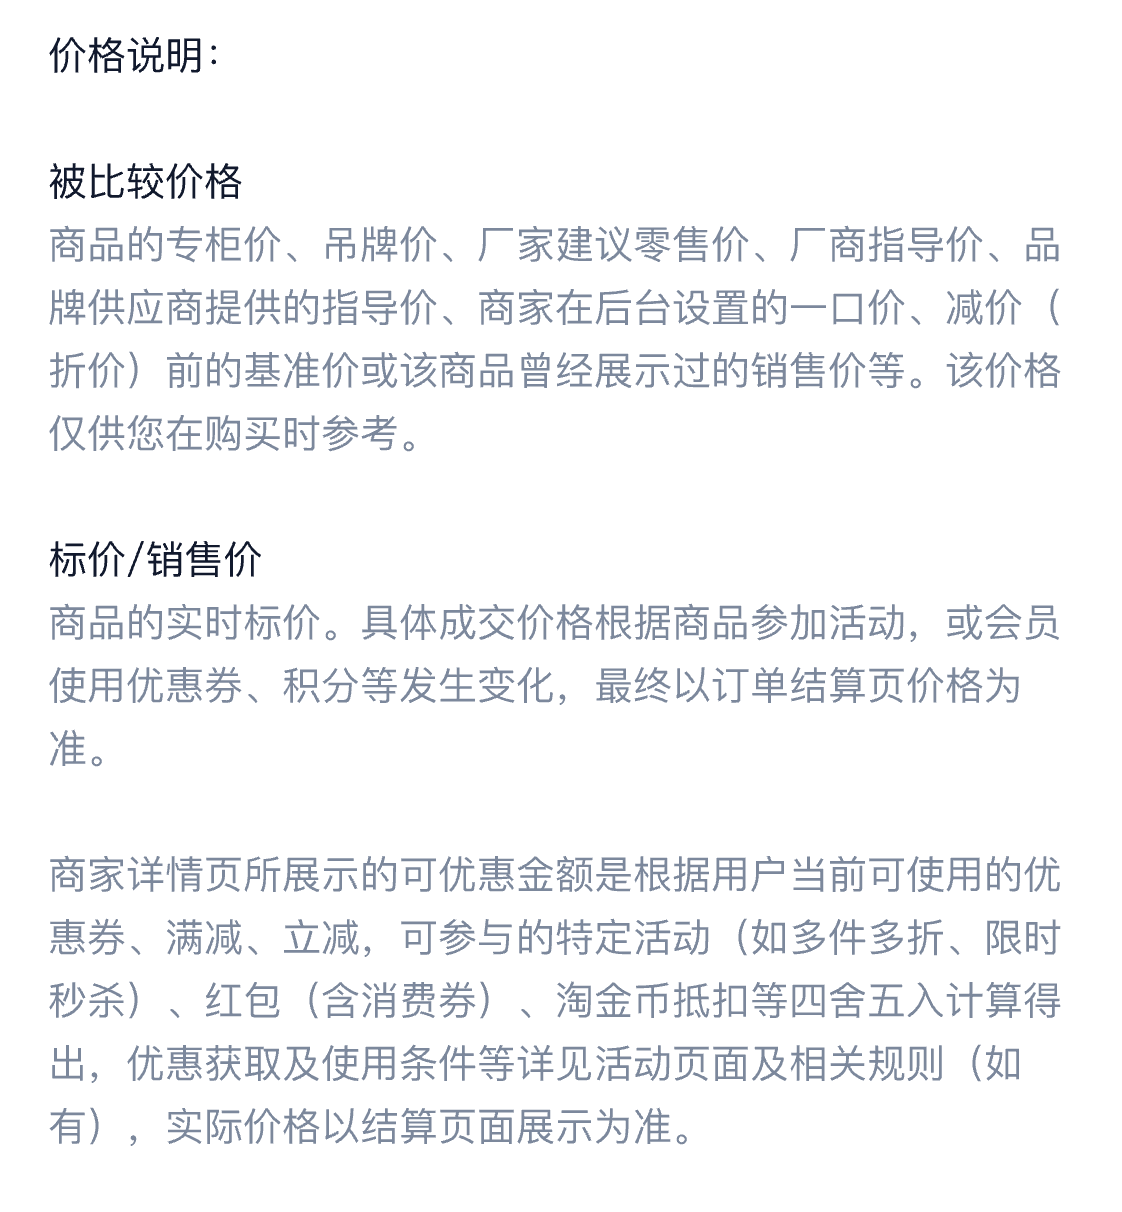 价格说明：
被比较价格
商品的专柜价、吊牌价、厂家建议零售价、厂商指导价、品
牌供应商提供的指导价、商家在后台设置的一口价、减价（
折价）前的基准价或该商品曾经展示过的销售价等。该价格
仅供您在购买时参考。
标价/销售价
商品的实时标价。具体成交价格根据商品参加活动，或会员
使用优惠券、积分等发生变化，最终以订单结算页价格为
准。
商家详情页所展示的可优惠金额是根据用户当前可使用的优
惠券、满减、立减，可参与的特定活动（如多件多折、限时
秒杀）、红包（含消费券）、淘金币抵扣等四舍五入计算得
出，优惠获取及使用条件等详见活动页面及相关规则（如
有），实际价格以结算页面展示为准。